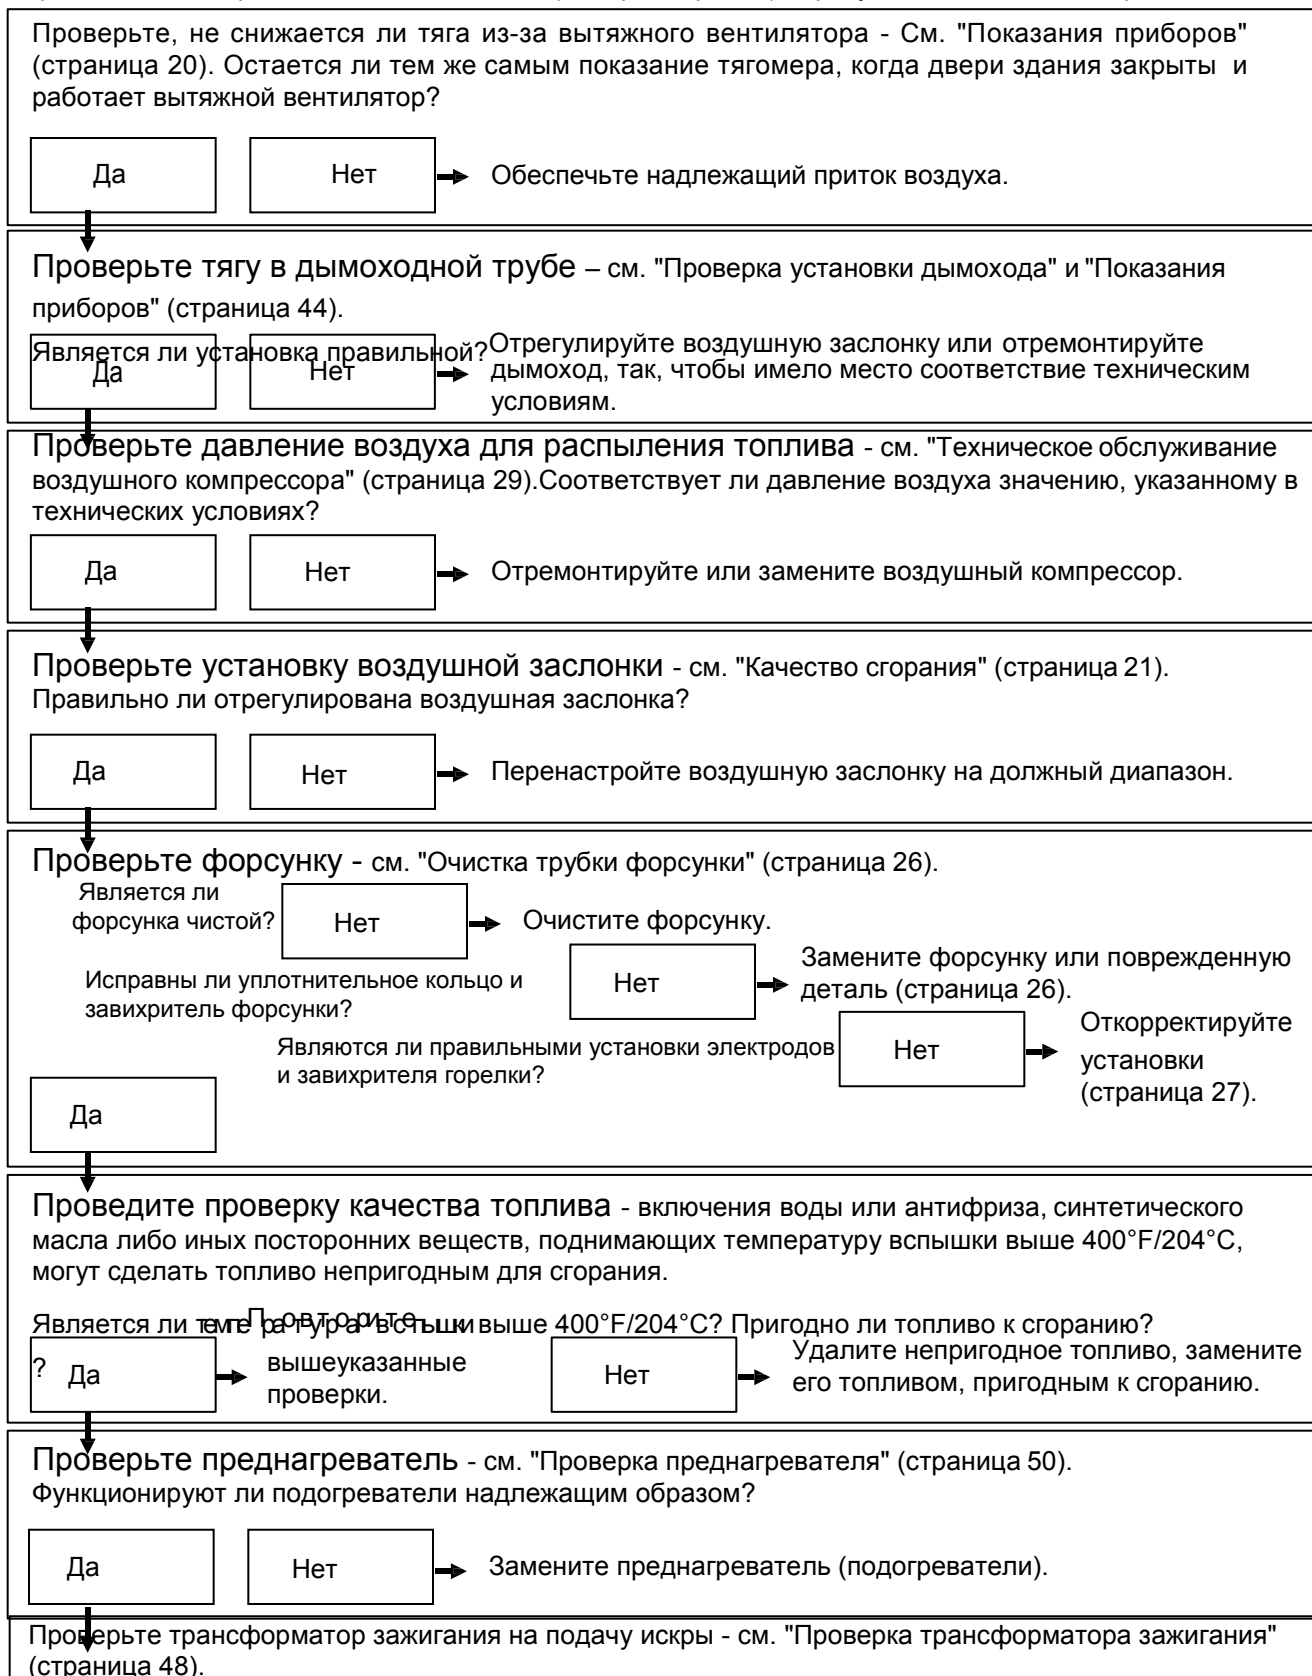 Проверьте, не снижается ли тяга из-за вытяжного вентилятора - См. "Показания приборов"
(страница 20). Остается ли тем же самым показание тягомера, когда двери здания закрыты и
работает вытяжной вентилятор?
Да
Нет
Обеспечьте надлежащий приток воздуха.
Проверьте тягу в дымоходной трубе – см. "Проверка установки дымохода" и "Показания
приборов" (страница 44).
Является ли установка правильной?
Да
Нет
Отрегулируйте воздушную заслонку или отремонтируйте
дымоход, так, чтобы имело место соответствие техническим
условиям.
Проверьте давление воздуха для распыления топлива - см. "Техническое обслуживание
воздушного компрессора" (страница 29).Соответствует ли давление воздуха значению, указанному в
технических условиях?
Да
Нет
Отремонтируйте или замените воздушный компрессор.
Проверьте установку воздушной заслонки - см. "Качество сгорания" (страница 21).
Правильно ли отрегулирована воздушная заслонка?
Да
Нет
Перенастройте воздушную заслонку на должный диапазон.
Проверьте форсунку - см. "Очистка трубки форсунки" (страница 26).
Является ли
форсунка чистой?
Нет
Очистите форсунку.
Исправны ли уплотнительное кольцо и
завихритель форсунки?
Нет
Замените форсунку или поврежденную
деталь (страница 26).
Являются ли правильными установки электродов
и завихрителя горелки?
Нет
Откорректируйте
установки
(страница 27).
Да
Проведите проверку качества топлива - включения воды или антифриза, синтетического
масла либо иных посторонних веществ, поднимающих температуру вспышки выше 400°F/204°C,
могут сделать топливо непригодным для сгорания.
Является ли температура вспышки выше 400°F/204°C? Пригодно ли топливо к сгоранию?
?
Да
Повторите
вышеуказанные
проверки.
Нет
Удалите непригодное топливо, замените
его топливом, пригодным к сгоранию.
Проверьте преднагреватель - см. "Проверка преднагревателя" (страница 50).
Функционируют ли подогреватели надлежащим образом?
Да
Нет
Замените преднагреватель (подогреватели).
Проверьте трансформатор зажигания на подачу искры - см. "Проверка трансформатора зажигания"
(страница 48).